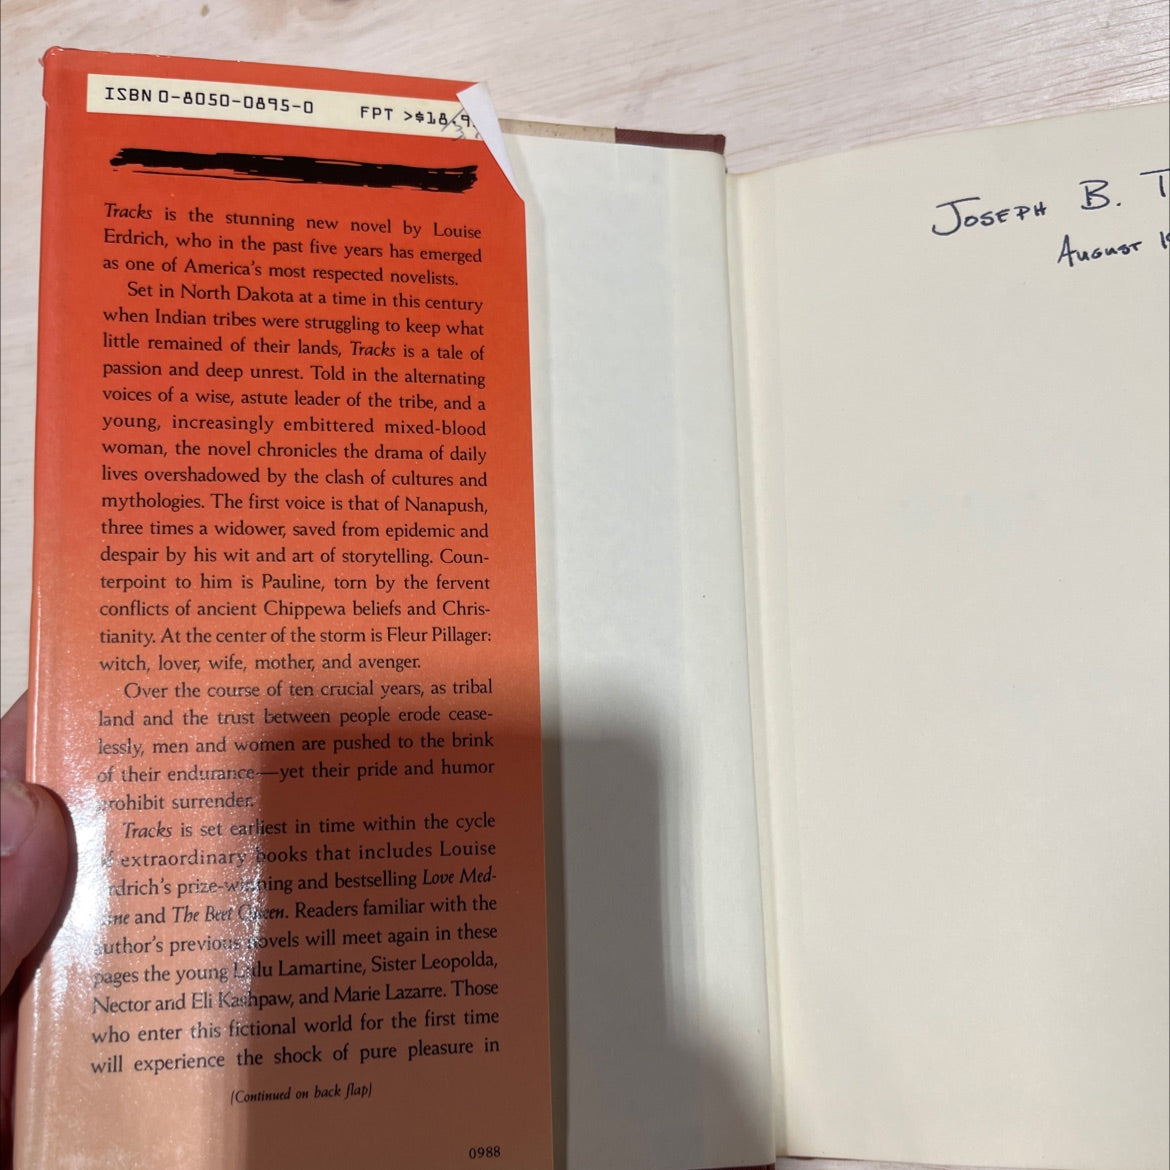 ISBN 0-8050-0895-0 FPT >$18.9
Tracks is the stunning new novel by Louise
Erdrich, who in the past five years has emerged
as one of America's most respected novelists.
Set in North Dakota at a time in this century
when Indian tribes were struggling to keep what
little remained of their lands, Tracks is a tale of
passion and deep unrest. Told in the alternating
voices of a wise, astute leader of the tribe, and a
young, increasingly embittered mixed-blood
woman, the novel chronicles the drama of daily
lives overshadowed by the clash of cultures and
mythologies. The first voice is that of Nanapush,
three times a widower, saved from epidemic and
despair by his wit and art of storytelling. Coun-
terpoint to him is Pauline, torn by the fervent
conflicts of ancient Chippewa beliefs and Chris-
tianity. At the center of the storm is Fleur Pillager:
witch, lover, wife, mother, and avenger.
Over the course of ten crucial years, as tribal
land and the trust between people erode cease-
lessly, men and women are pushed to the brink
of their endurance—yet their pride and humor
prohibit surrender.
Tracks is set earliest in time within the cycle
of extraordinary books that includes Louise
Erdrich's prize-winning and bestselling Love Med-
icine and The Beet Queen. Readers familiar with the
author's previous novels will meet again in these
pages the young Lulu Lamartine, Sister Leopolda,
Nector and Eli Kashpaw, and Marie Lazarre. Those
who enter this fictional world for the first time
will experience the shock of pure pleasure in
(Continued on back flap)
0988
JOSEPH B. T
AUGUST 19